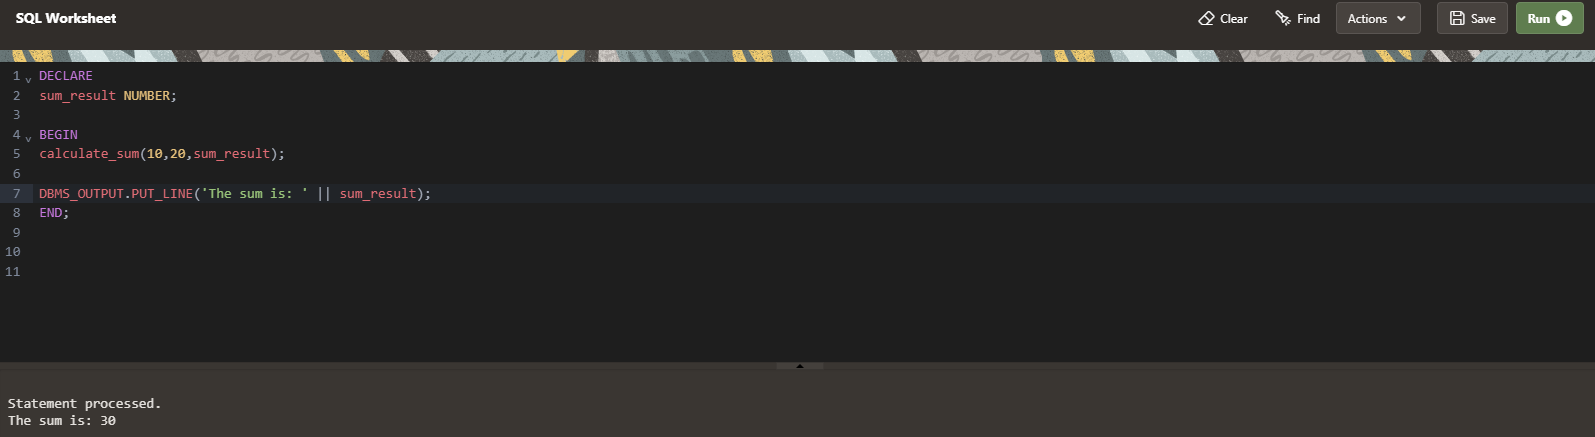 SQL Worksheet
Clear Find Actions Save Run
1 DECLARE
2 sum_result NUMBER;
3
4 BEGIN
5 calculate_sum(10,20,sum_result);
6
7 DBMS_OUTPUT.PUT_LINE('The sum is: ' || sum_result);
8 END;
9
10
11
Statement processed.
The sum is: 30